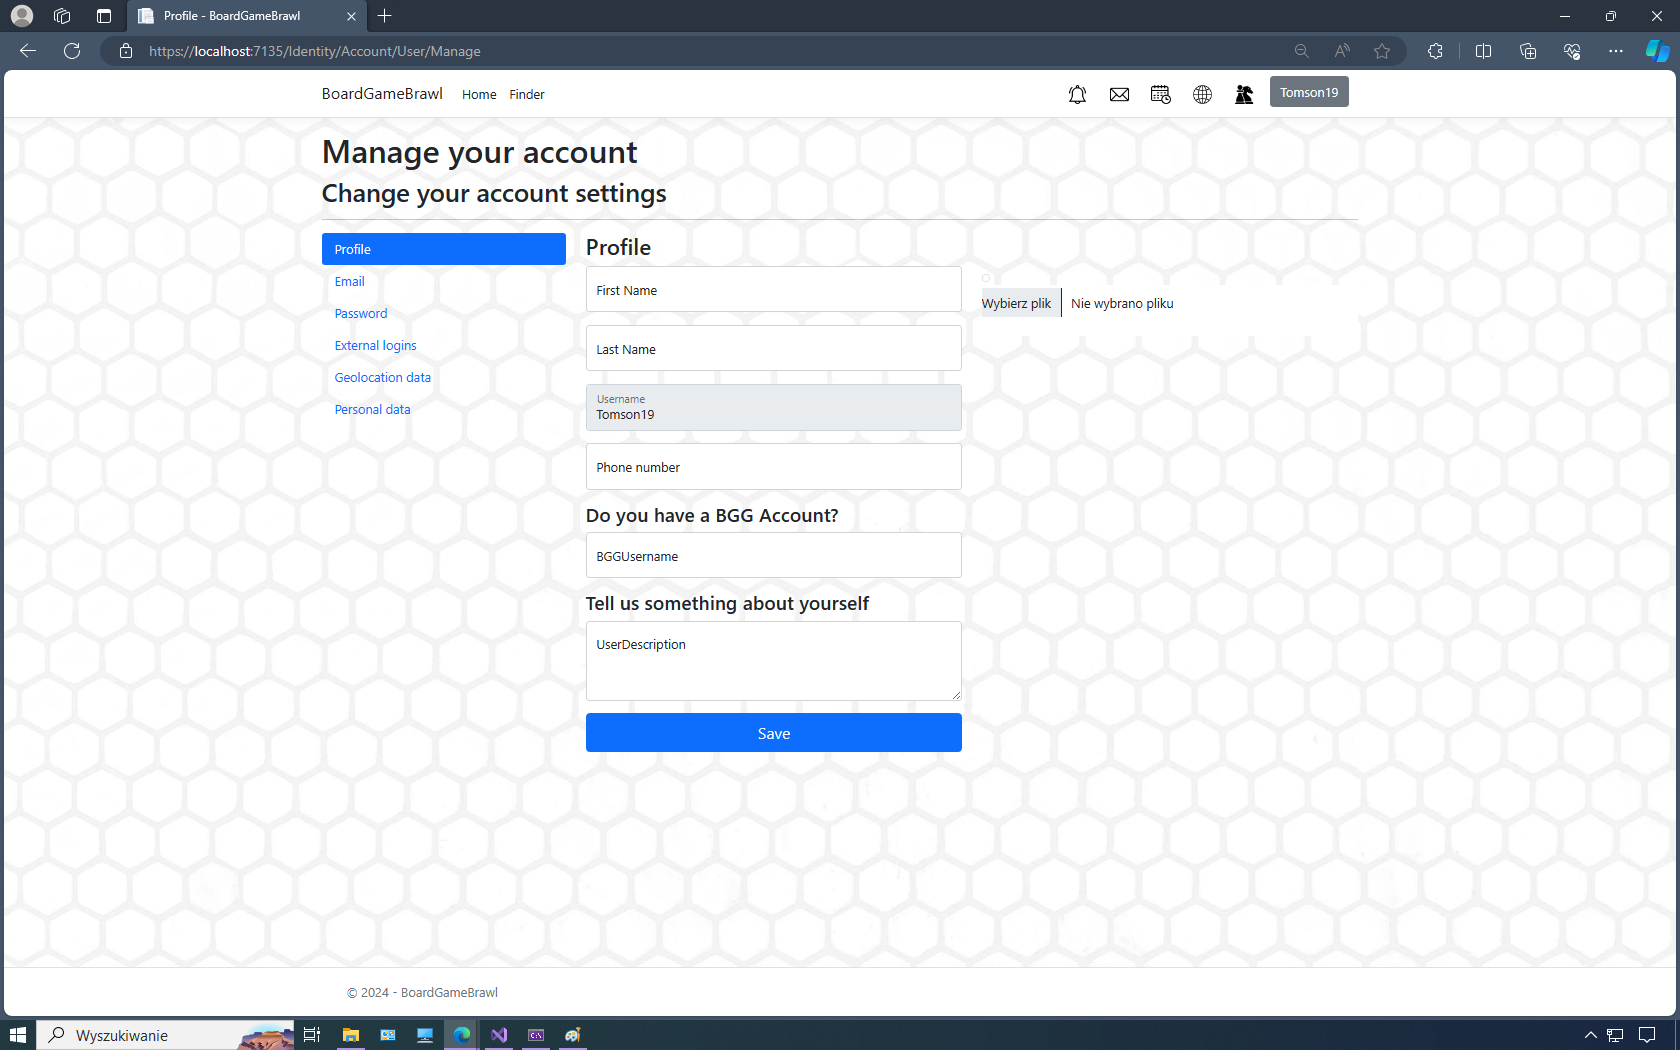 Profile - BoardGameBrawl
https://localhost:7135/Identity/Account/User/Manage
BoardGameBrawl Home Finder Tomson19
Manage your account
Change your account settings
Profile
Email
Password
External logins
Geolocation data
Personal data
Profile
First Name
Last Name
Username
Tomson19
Phone number
Do you have a BGG Account?
BGGUsername
Tell us something about yourself
UserDescription
Save
Wybierz plik Nie wybrano pliku
© 2024 - BoardGameBrawl
Wyszukiwanie